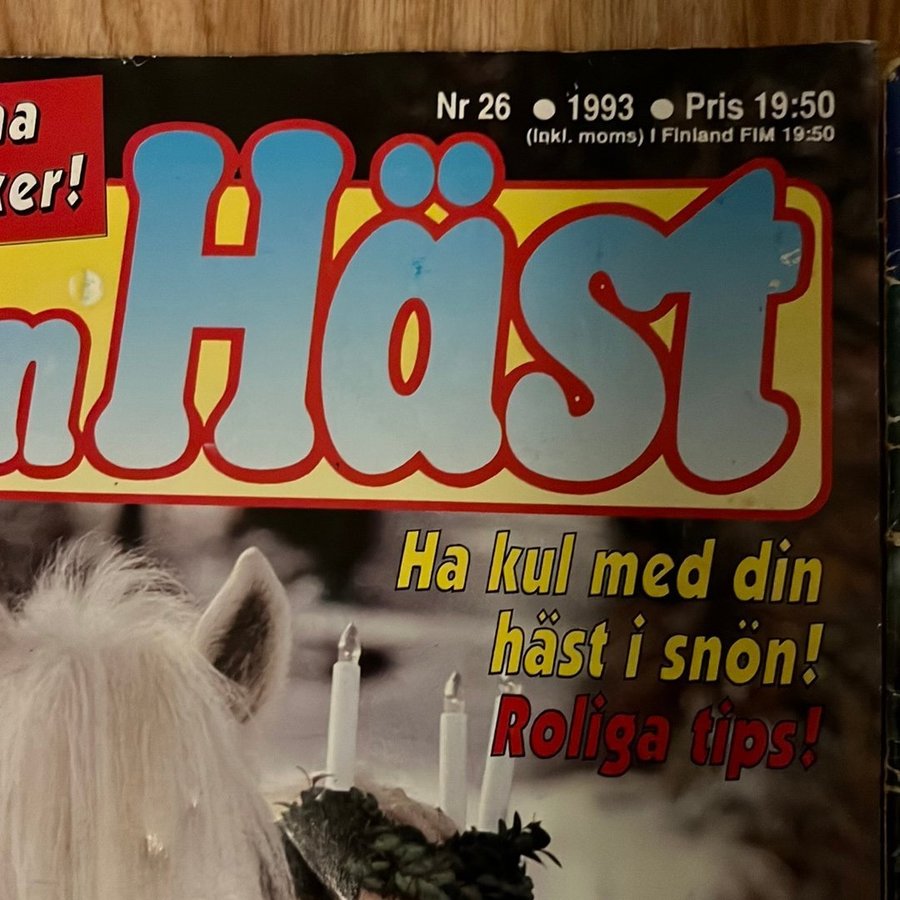 Nr 26 ● 1993 ● Pris 19:50
(Inkl. moms) I Finland FIM 19:50
Häst
Ha kul med din
häst i snön!
Roliga tips!